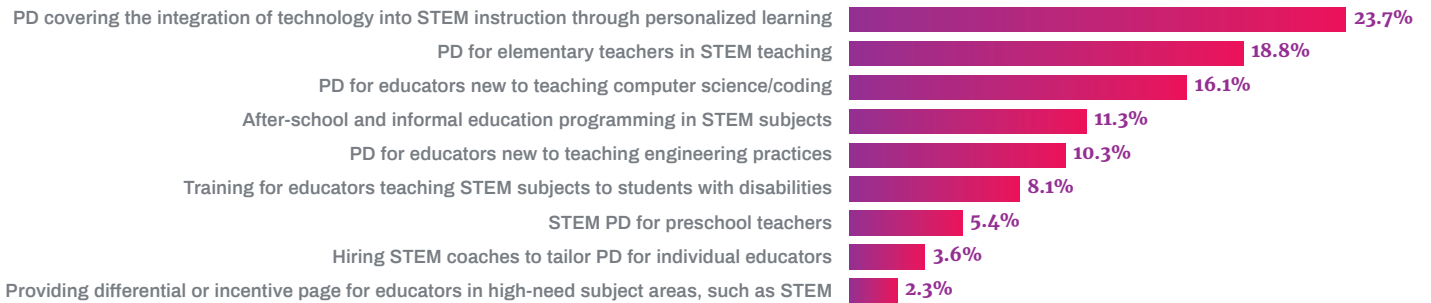 PD covering the integration of technology into STEM instruction through personalized learning 23.7%
PD for elementary teachers in STEM teaching 18.8%
PD for educators new to teaching computer science/coding 16.1%
After-school and informal education programming in STEM subjects 11.3%
PD for educators new to teaching engineering practices 10.3%
Training for educators teaching STEM subjects to students with disabilities 8.1%
STEM PD for preschool teachers 5.4%
Hiring STEM coaches to tailor PD for individual educators 3.6%
Providing differential or incentive page for educators in high-need subject areas, such as STEM 2.3%